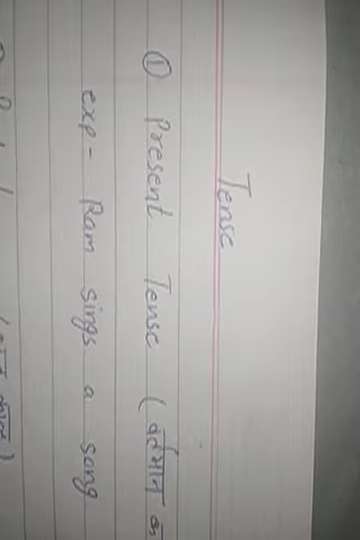 Tense
① Present Tense (वर्तमान
exp- Ram sings a song